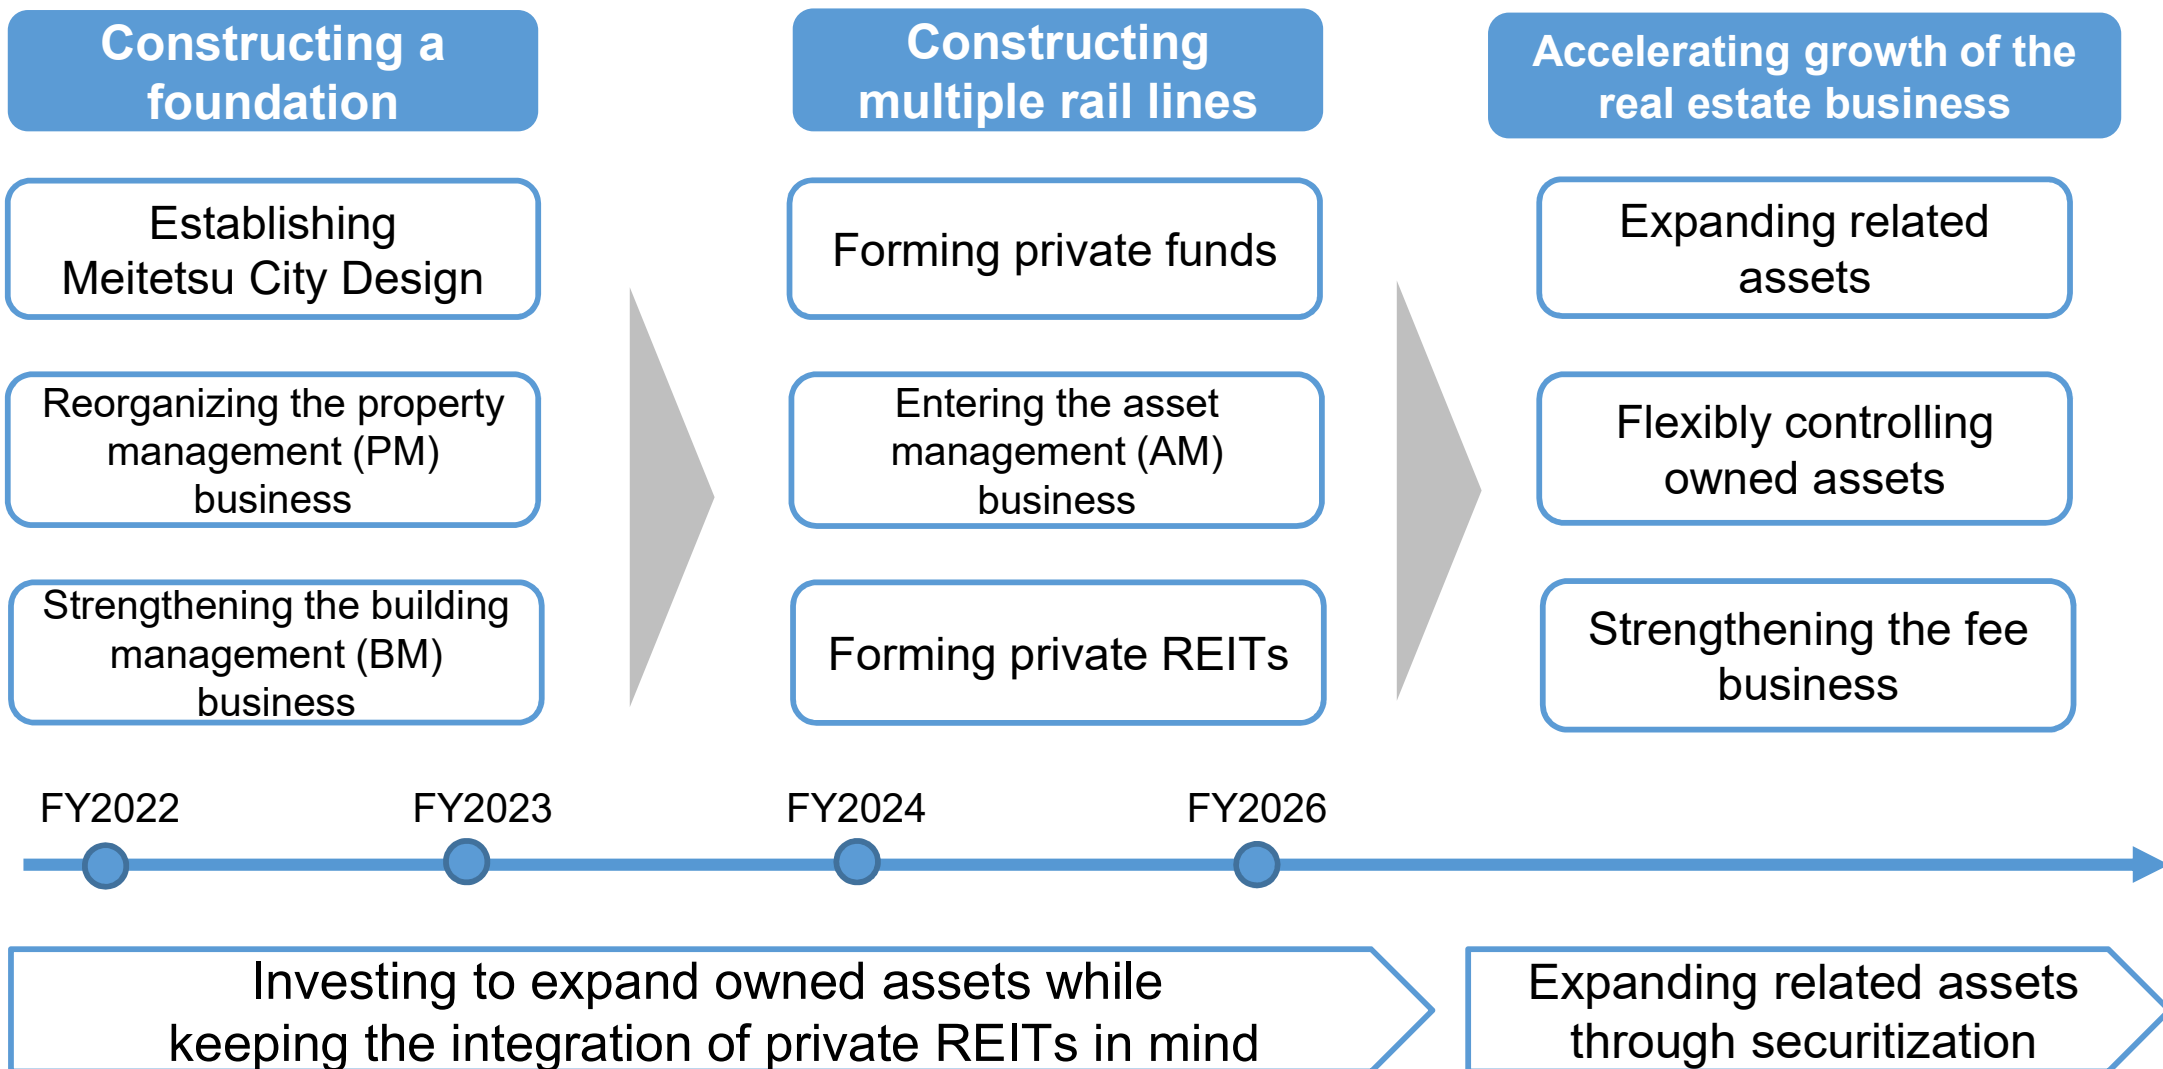 Constructing a
foundation
Establishing
Meitetsu City Design
Reorganizing the property
management (PM)
business
Strengthening the building
management (BM)
business
Constructing
multiple rail lines
Forming private funds
Entering the asset
management (AM)
business
Forming private REITs
Accelerating growth of the
real estate business
Expanding related
assets
Flexibly controlling
owned assets
Strengthening the fee
business
FY2022
FY2023
FY2024
FY2026
Investing to expand owned assets while
keeping the integration of private REITs in mind
Expanding related assets
through securitization